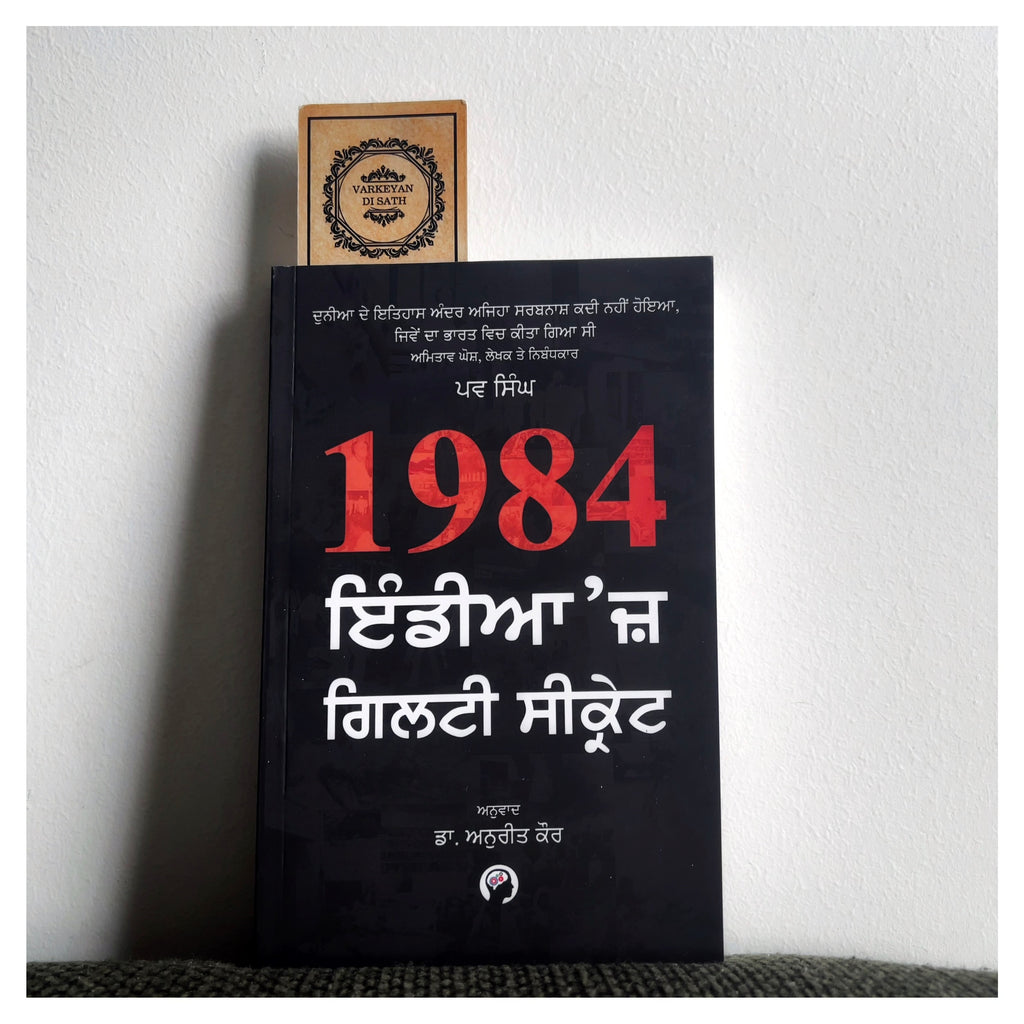 VARKEYAN
DI SATH
ਦੁਨੀਆ ਦੇ ਇਤਿਹਾਸ ਅੰਦਰ ਅਜਿਹਾ ਸਰਬਨਾਸ਼ ਕਦੀ ਨਹੀਂ ਹੋਇਆ,
ਜਿਵੇਂ ਦਾ ਭਾਰਤ ਵਿਚ ਕੀਤਾ ਗਿਆ ਸੀ
ਅਮਿਤਾਵ ਘੋਸ਼, ਲੇਖਕ ਤੇ ਨਿਬੰਧਕਾਰ
ਪਵ ਸਿੰਘ
1984
ਇੰਡੀਆ’ਜ਼
ਗਿਲਟੀ ਸੀਕ੍ਰੇਟ
ਅਨੁਵਾਦ
ਡਾ. ਅਨੁਰੀਤ ਕੌਰ